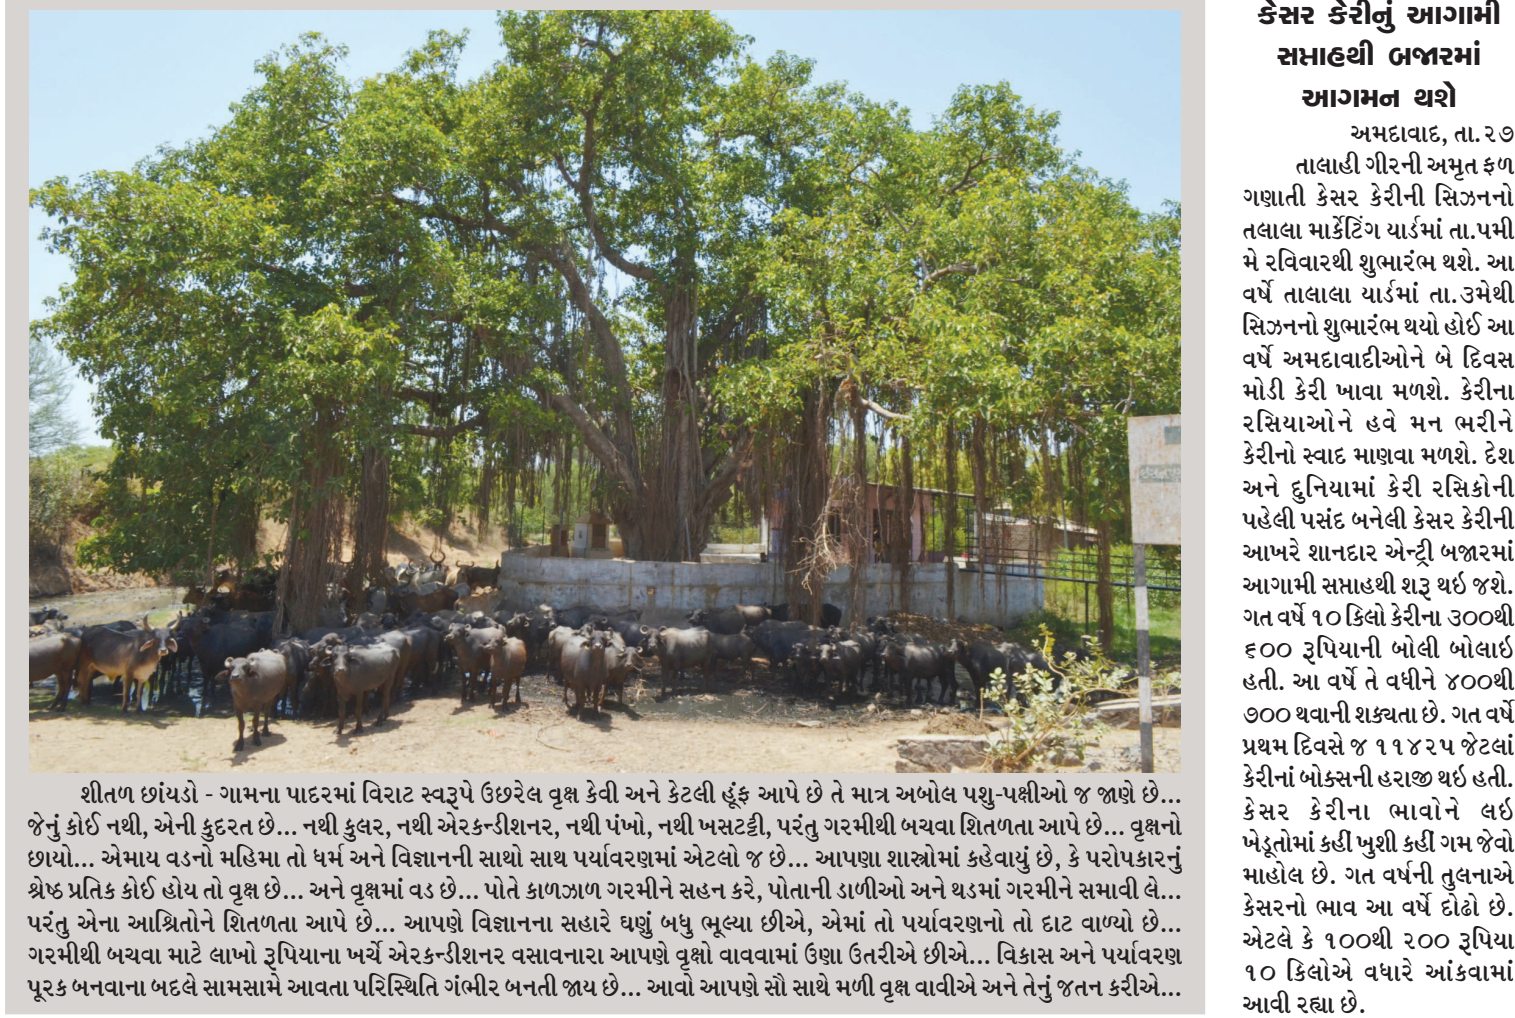 શીતળ છાંયડો - ગામના પાદરમાં વિરાટ સ્વરૂપે ઉછરેલ વૃક્ષ કેવી અને કેટલી હૂંફ આપે છે તે માત્ર અબોલ પશુ-પક્ષીઓ જ જાણે છે...
જેનું કોઈ નથી, એની કુદરત છે... નથી કુલર, નથી એરકન્ડીશનર, નથી પંખો, નથી ખસટટ્ટી, પરંતુ ગરમીથી બચવા શિતળતા આપે છે... વૃક્ષનો
છાયો... એમાય વડનો મહિમા તો ધર્મ અને વિજ્ઞાનની સાથો સાથ પર્યાવરણમાં એટલો જ છે... આપણા શાસ્ત્રોમાં કહેવાયું છે, કે પરોપકારનું
શ્રેષ્ઠ પ્રતિક કોઈ હોય તો વૃક્ષ છે... અને વૃક્ષમાં વડ છે... પોતે કાળઝાળ ગરમીને સહન કરે, પોતાની ડાળીઓ અને થડમાં ગરમીને સમાવી લે...
પરંતુ એના આશ્રિતોને શિતળતા આપે છે... આપણે વિજ્ઞાનના સહારે ઘણું બધુ ભૂલ્યા છીએ, એમાં તો પર્યાવરણનો તો દાટ વાળ્યો છે...
ગરમીથી બચવા માટે લાખો રૂપિયાના ખર્ચે એરકન્ડીશનર વસાવનારા આપણે વૃક્ષો વાવવામાં ઉણા ઉતરીએ છીએ... વિકાસ અને પર્યાવરણ
પૂરક બનવાના બદલે સામસામે આવતા પરિસ્થિતિ ગંભીર બનતી જાય છે... આવો આપણે સૌ સાથે મળી વૃક્ષ વાવીએ અને તેનું જતન કરીએ...
કેસર કેરીનું આગામી
સપ્તાહથી બજારમાં
આગમન થશે
અમદાવાદ, તા.૨૭
તાલાહી ગીરની અમૃત ફળ
ગણાતી કેસર કેરીની સિઝનનો
તલાલા માર્કેટિંગ યાર્ડમાં તા.૫મી
મે રવિવારથી શુભારંભ થશે. આ
વર્ષે તાલાલા યાર્ડમાં તા.૩મેથી
સિઝનનો શુભારંભ થયો હોઈ આ
વર્ષે અમદાવાદીઓને બે દિવસ
મોડી કેરી ખાવા મળશે. કેરીના
રસિયાઓને હવે મન ભરીને
કેરીનો સ્વાદ માણવા મળશે. દેશ
અને દુનિયામાં કેરી રસિકોની
પહેલી પસંદ બનેલી કેસર કેરીની
આખરે શાનદાર એન્ટ્રી બજારમાં
આગામી સપ્તાહથી શરૂ થઇ જશે.
ગત વર્ષે ૧૦ કિલો કેરીના ૩૦૦થી
૬૦૦ રૂપિયાની બોલી બોલાઇ
હતી. આ વર્ષે તે વધીને ૪૦૦થી
૭૦૦ થવાની શક્યતા છે. ગત વર્ષે
પ્રથમ દિવસે જ ૧૧૪૨૫ જેટલાં
કેરીનાં બોક્સની હરાજી થઇ હતી.
કેસર કેરીના ભાવોને લઇ
ખેડૂતોમાં કહીં ખુશી કહીં ગમ જેવો
માહોલ છે. ગત વર્ષની તુલનાએ
કેસરનો ભાવ આ વર્ષે દોઢો છે.
એટલે કે ૧૦૦થી ૨૦૦ રૂપિયા
૧૦ કિલોએ વધારે આંકવામાં
આવી રહ્યા છે.